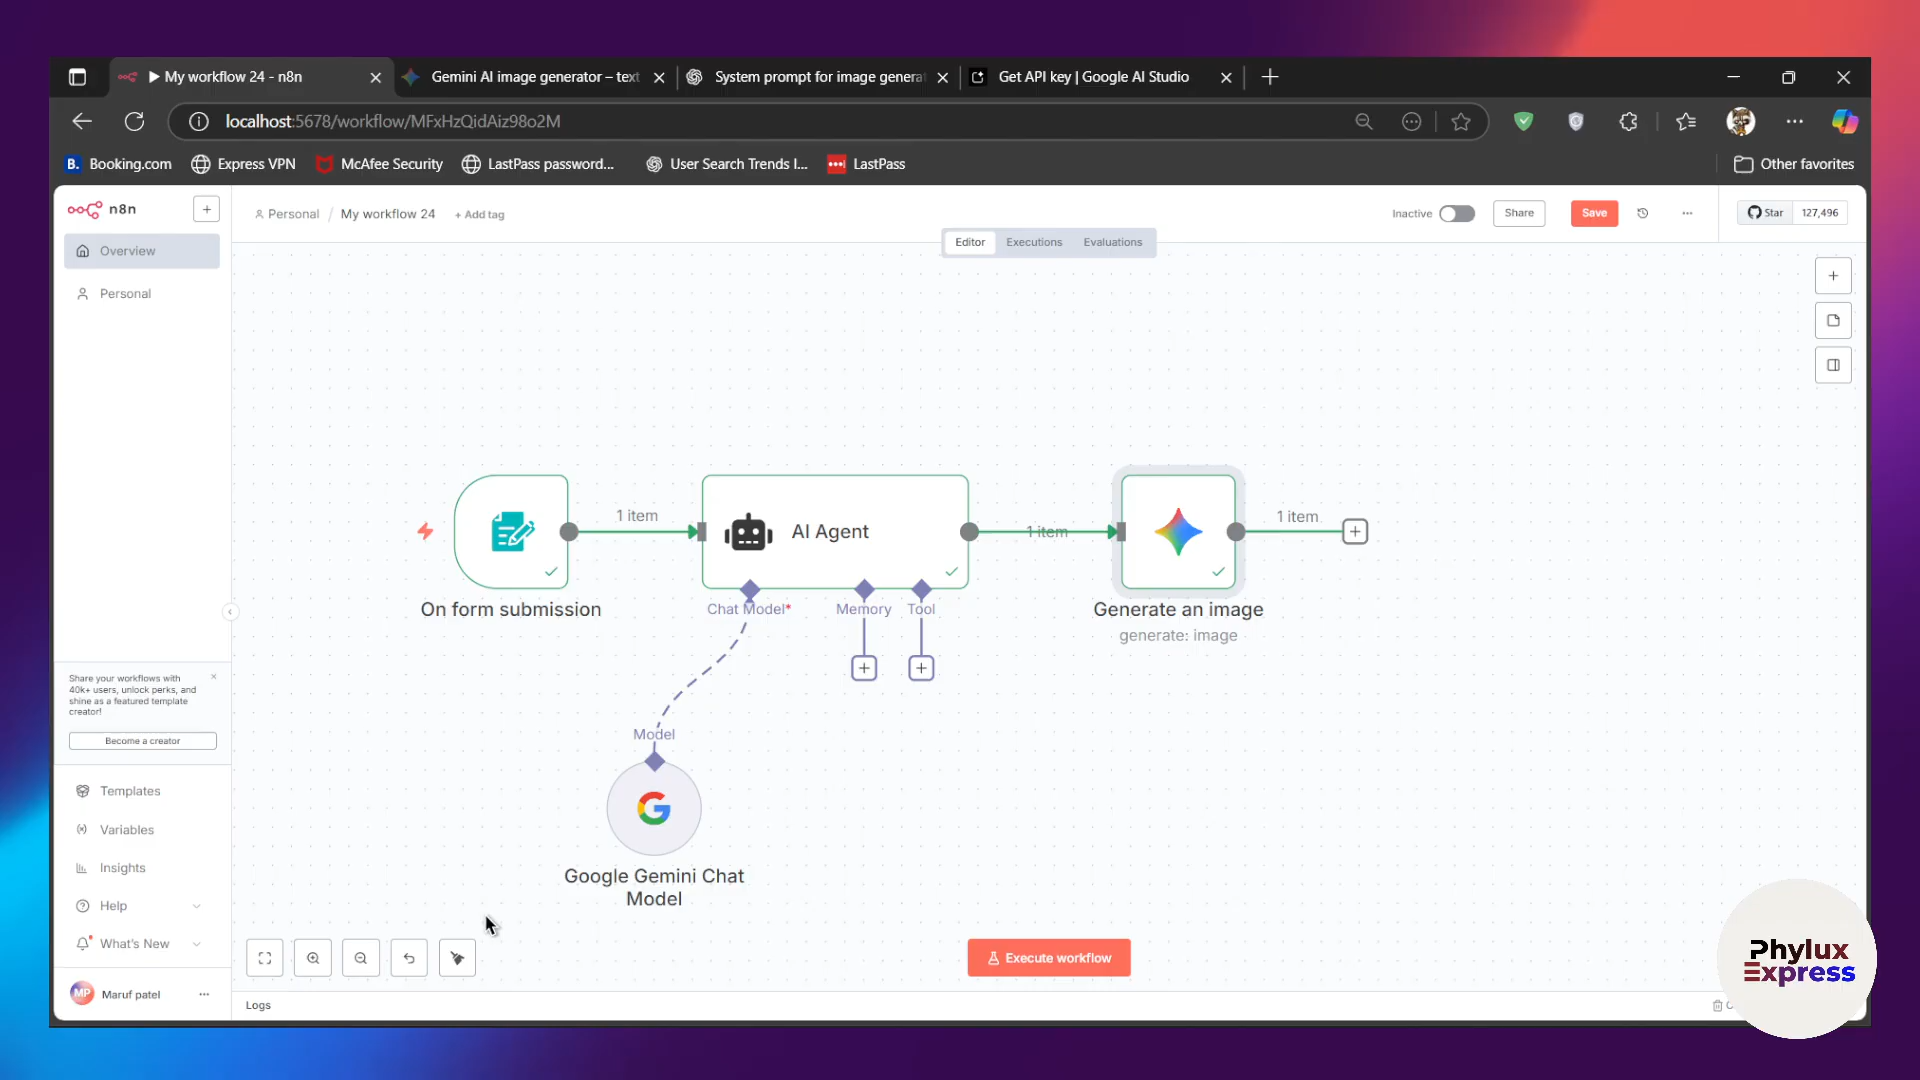 My workflow 24 - n8n
Gemini AI image generator – text
System prompt for image genera
Get API key | Google AI Studio
localhost:5678/workflow/MFxHzQidAiz98o2M
B. Booking.com
Express VPN
McAfee Security
LastPass password...
User Search Trends I...
LastPass
Other favorites
n8n
Personal / My workflow 24
+ Add tag
Inactive
Share
Save
Star
127,496
Overview
Personal
Editor
Executions
Evaluations
1 item
AI Agent
1 item
1 item
On form submission
Chat Model*
Memory
Tool
Generate an image
generate: image
Model
Google Gemini Chat
Model
Share your workflows with
40k+ users, unlock perks, and
shine as a featured template
creator!
Become a creator
Templates
Variables
Insights
Help
What's New
MP
Maruf patel
Execute workflow
Logs
Phylux
Express